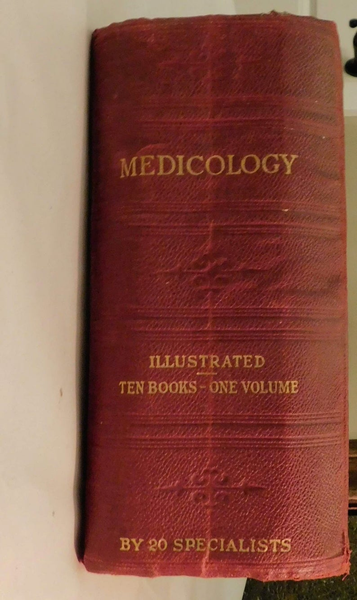 MEDICOLOGY
ILLUSTRATED
TEN BOOKS - ONE VOLUME
BY 20 SPECIALISTS